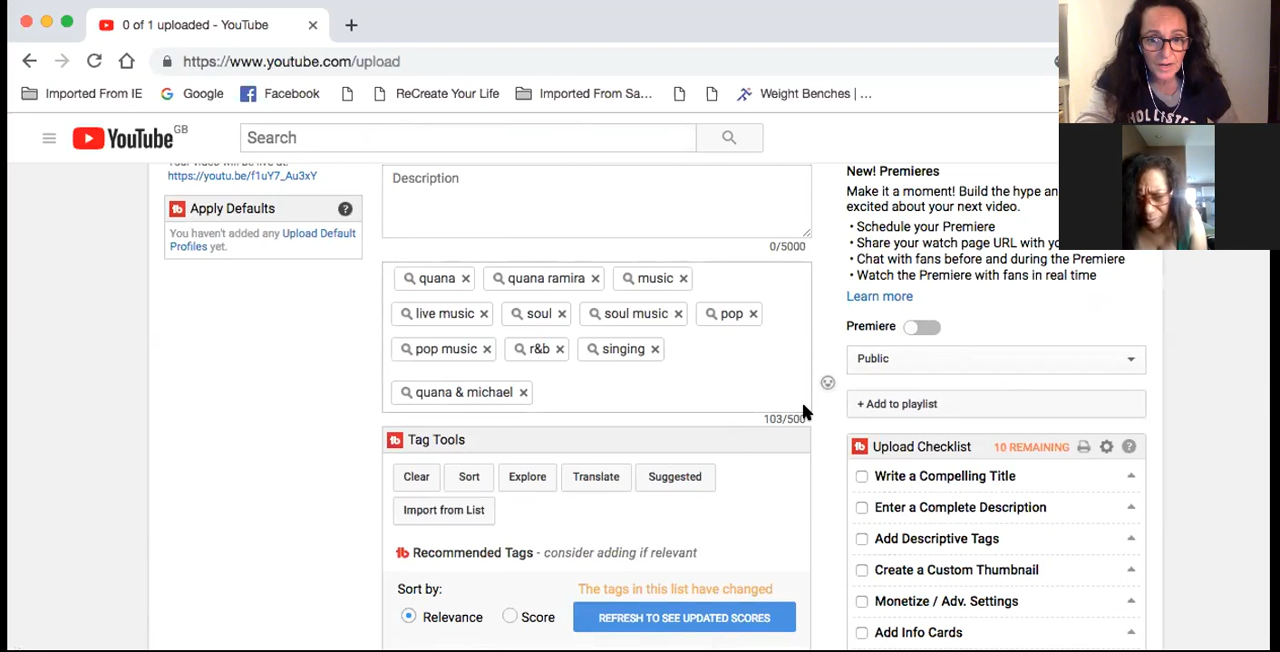 0 of 1 uploaded - YouTube
https://www.youtube.com/upload
Imported From IE
Google
Facebook
ReCreate Your Life
Imported From Sa...
Weight Benches | ...
YouTube GB
Search
Your video will be live at:
https://youtu.be/f1uY7_Au3xY
Apply Defaults
You haven't added any Upload Default
Profiles yet.
Description
0/5000
quana
quana ramira
music
live music
soul
soul music
pop
pop music
r&b
singing
quana & michael
103/500
Tag Tools
Clear
Sort
Explore
Translate
Suggested
Import from List
Recommended Tags - consider adding if relevant
Sort by:
The tags in this list have changed
Relevance
Score
REFRESH TO SEE UPDATED SCORES
New! Premieres
Make it a moment! Build the hype an
excited about your next video.
• Schedule your Premiere
• Share your watch page URL with yo
• Chat with fans before and during the Premiere
• Watch the Premiere with fans in real time
Learn more
Premiere
Public
+ Add to playlist
Upload Checklist
10 REMAINING
Write a Compelling Title
Enter a Complete Description
Add Descriptive Tags
Create a Custom Thumbnail
Monetize / Adv. Settings
Add Info Cards